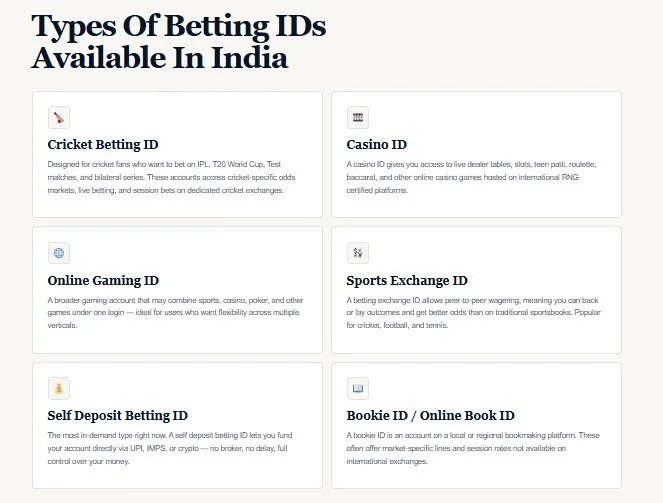 Types Of Betting IDs
Available In India
Cricket Betting ID
Designed for cricket fans who want to bet on IPL, T20 World Cup, Test
matches, and bilateral series. These accounts access cricket-specific odds
markets, live betting, and session bets on dedicated cricket exchanges.
Casino ID
A casino ID gives you access to live dealer tables, slots, teen patti, roulette,
baccarat, and other online casino games hosted on international RNG-
certified platforms.
Online Gaming ID
A broader gaming account that may combine sports, casino, poker, and other
games under one login — ideal for users who want flexibility across multiple
verticals.
Sports Exchange ID
A betting exchange ID allows peer-to-peer wagering, meaning you can back
or lay outcomes and get better odds than on traditional sportsbooks. Popular
for cricket, football, and tennis.
Self Deposit Betting ID
The most in-demand type right now. A self deposit betting ID lets you fund
your account directly via UPI, IMPS, or crypto — no broker, no delay, full
control over your money.
Bookie ID / Online Book ID
A bookie ID is an account on a local or regional bookmaking platform. These
often offer market-specific lines and session rates not available on
international exchanges.